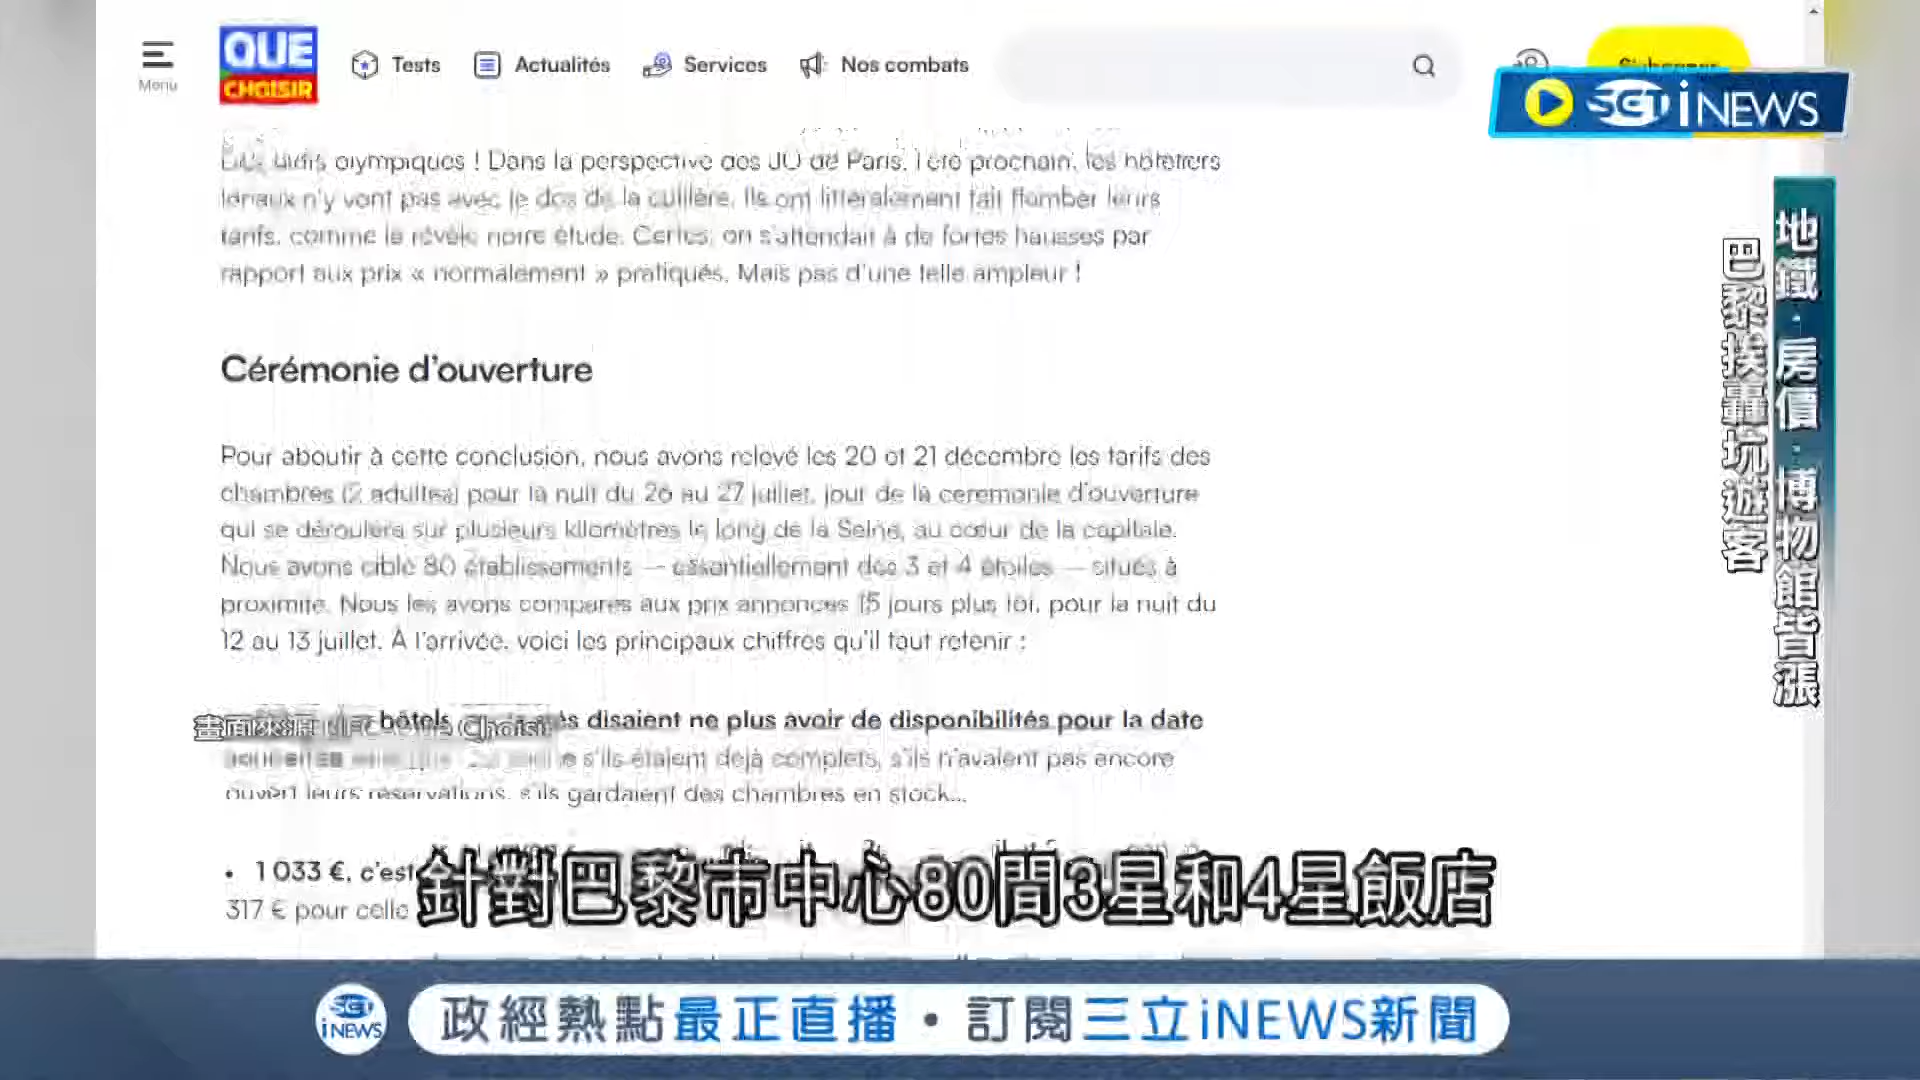 Menu
QUE CHOISIR
Tests
Actualités
Services
Nos combats
SET iNEWS
olympiques ! Dans la perspective des JO de Paris, l'été prochain, les hôteliers
n'y vont pas avec le dos de la cuillère. Ils ont littéralement fait flamber leurs
tarifs, comme le révèle notre étude. Certes, on s'attendait à de fortes hausses par
rapport aux prix « normalement » pratiqués. Mais pas d'une telle ampleur !
Cérémonie d'ouverture
Pour aboutir à cette conclusion, nous avons relevé les 20 et 21 décembre les tarifs des
chambres (2 adultes) pour la nuit du 26 au 27 juillet, jour de la cérémonie d'ouverture
qui se déroulera sur plusieurs kilomètres le long de la Seine, au cœur de la capitale.
Nous avons ciblé 80 établissements – essentiellement des 3 et 4 étoiles – situés à
proximité. Nous les avons comparés aux prix annoncés 15 jours plus tôt, pour la nuit du
12 au 13 juillet. À l'arrivée, voici les principaux chiffres qu'il faut retenir :
hôtels disaient ne plus avoir de disponibilités pour la date
s'ils étaient déjà complets, s'ils n'avaient pas encore
ouvert leurs réservations, s'ils gardaient des chambres en stock…
畫面來源
Choisir
• 1 033 €, c'est
317 € pour celle
地鐵·房價·博物館皆漲
巴黎挨轟坑遊客
針對巴黎市中心80間3星和4星飯店
SET iNEWS
政經熱點最正直播・訂閱三立iNEWS新聞